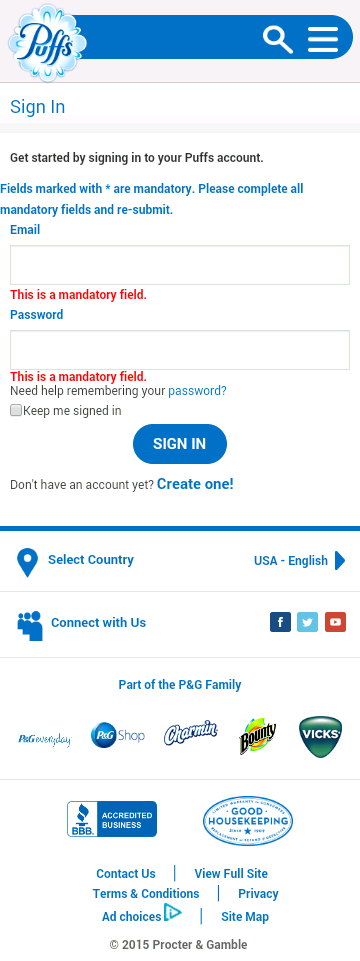 Puffs
Sign In
Get started by signing in to your Puffs account.
Fields marked with * are mandatory. Please complete all
mandatory fields and re-submit.
Email
This is a mandatory field.
Password
This is a mandatory field.
Need help remembering your password?
Keep me signed in
SIGN IN
Don't have an account yet? Create one!
Select Country
USA - English
Connect with Us
f
Part of the P&G Family
P&G everyday
P&G Shop
Charmin
Bounty
VICKS
BBB. ACCREDITED
BUSINESS
LIMITED WARRANTY TO CONSUMERS
GOOD
HOUSEKEEPING
Since 1909
Contact Us
View Full Site
Terms & Conditions
Privacy
Ad choices
Site Map
© 2015 Procter & Gamble